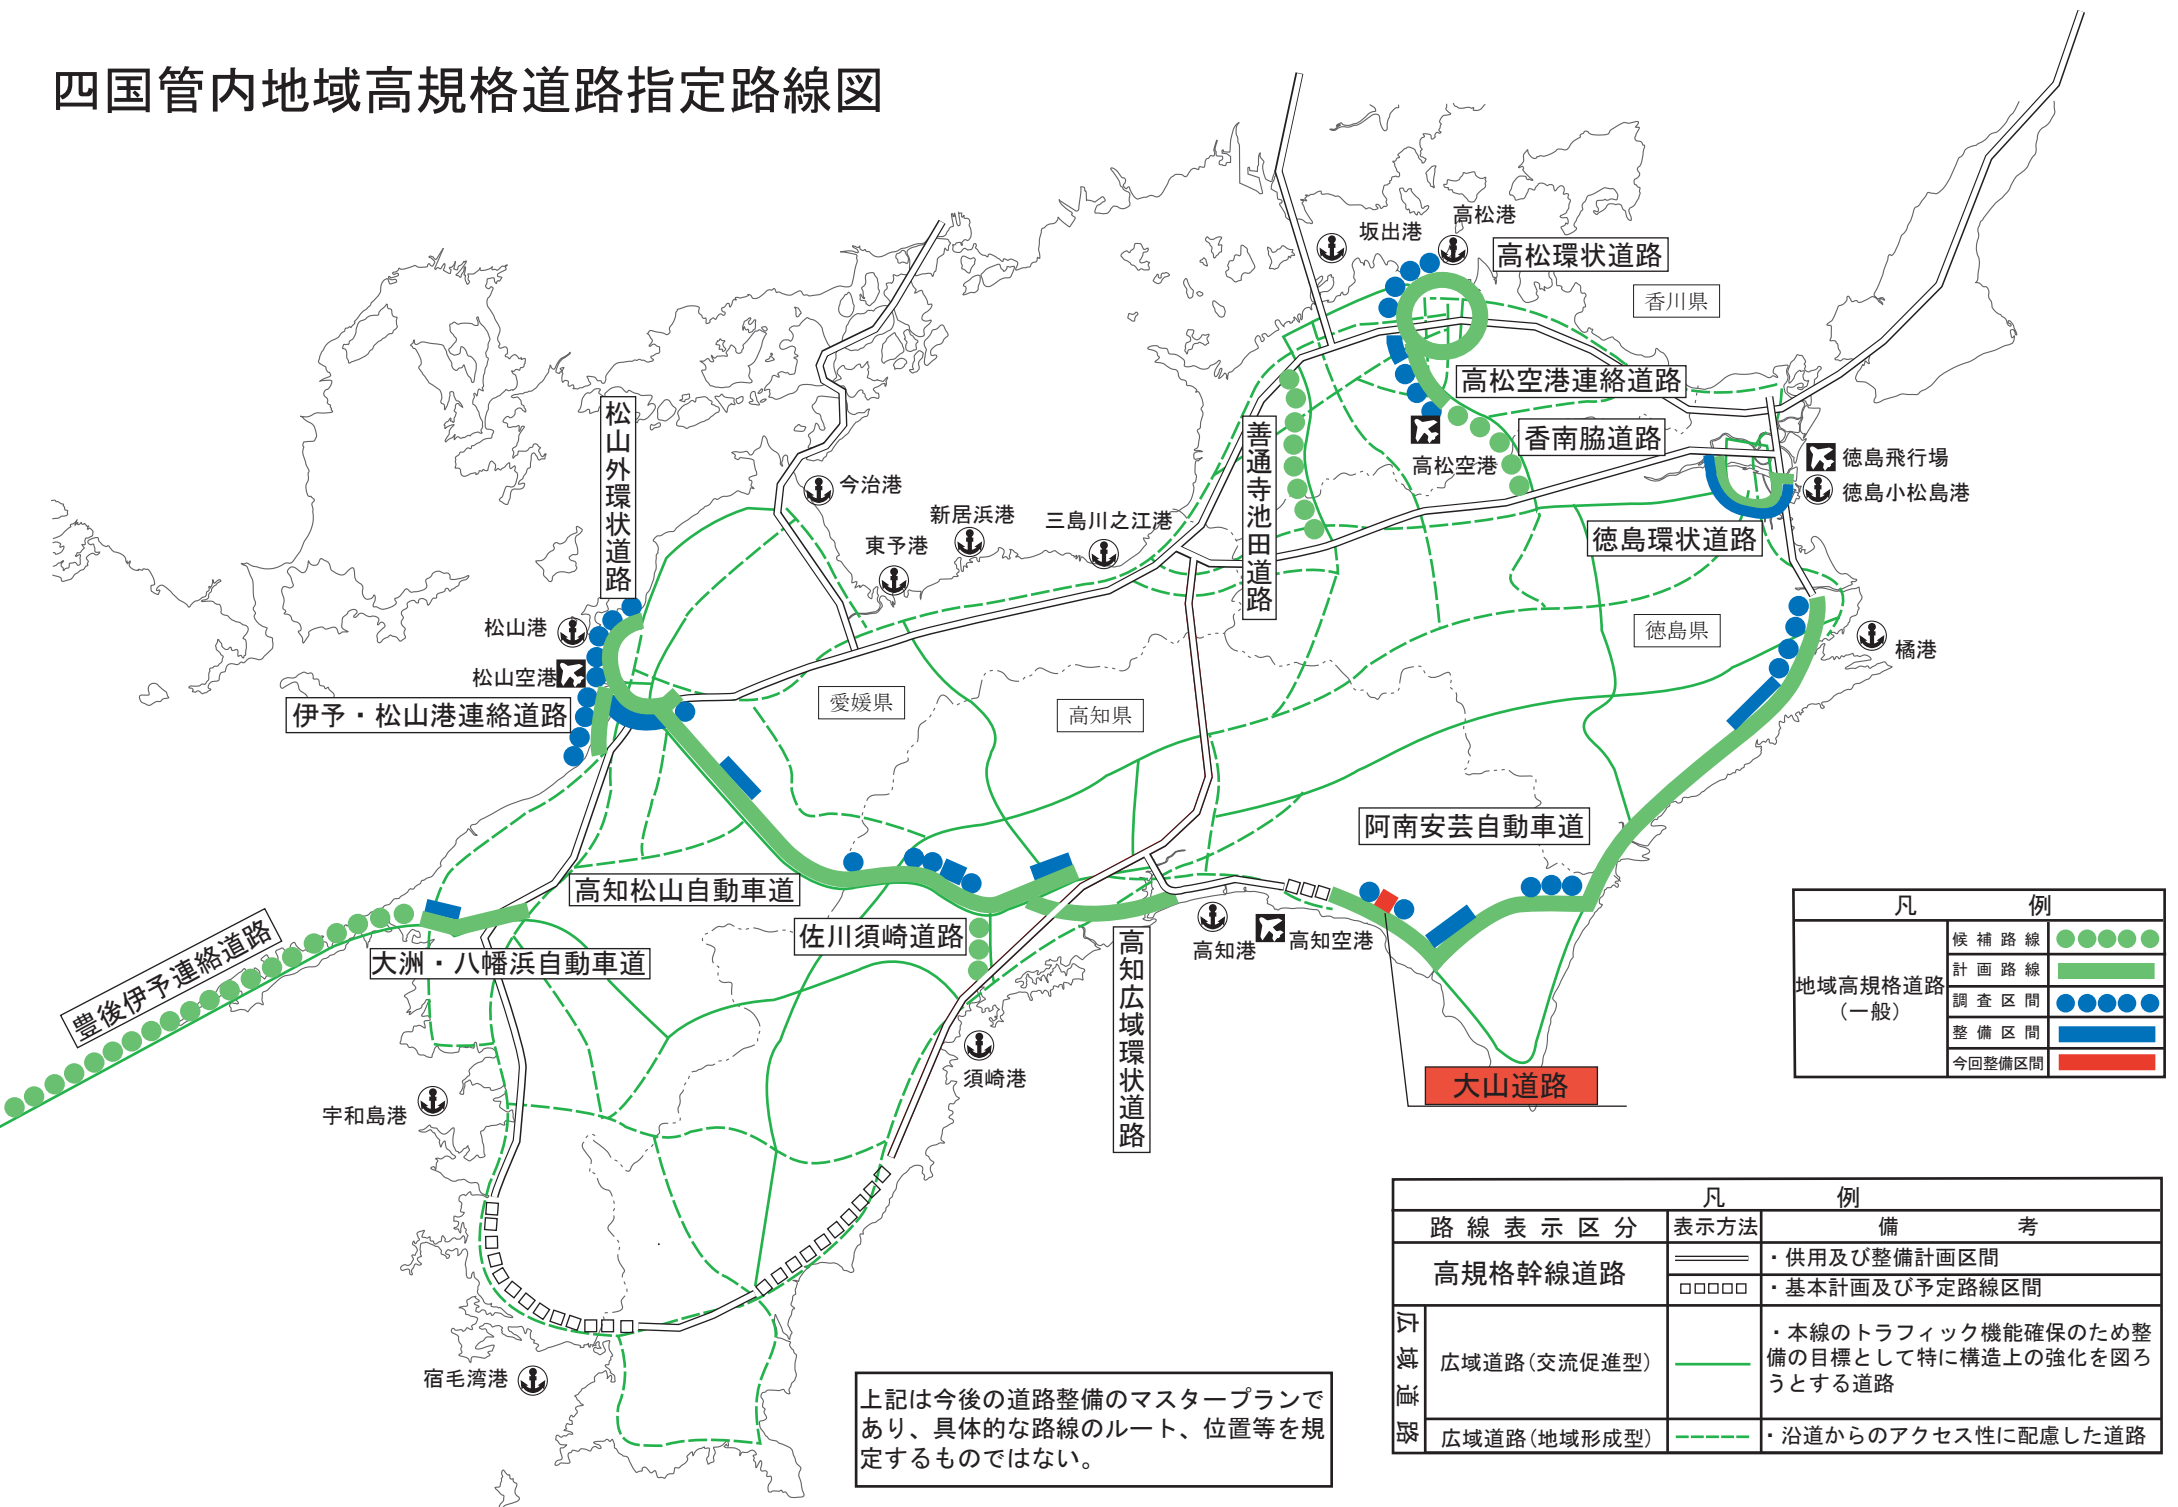 四国管内地域高規格道路指定路線図
高松港
坂出港
高松環状道路
香川県
高松空港連絡道路
松山外環状道路
善通寺池田道路
香南脇道路
高松空港
徳島飛行場
徳島小松島港
今治港
新居浜港
三島川之江港
東予港
徳島環状道路
松山港
徳島県
橘港
松山空港
伊予・松山港連絡道路
愛媛県
高知県
阿南安芸自動車道
高知松山自動車道
佐川須崎道路
高知広域環状道路
高知港
高知空港
豊後伊予連絡道路
大洲・八幡浜自動車道
須崎港
宇和島港
大山道路
宿毛湾港
凡例
地域高規格道路
(一般)
候補路線
計画路線
調査区間
整備区間
今回整備区間
凡例
路線表示区分 表示方法 備考
高規格幹線道路
・供用及び整備計画区間
・基本計画及び予定路線区間
広域道路
広域道路(交流促進型)
・本線のトラフィック機能確保のため整
備の目標として特に構造上の強化を図ろ
うとする道路
広域道路(地域形成型)
・沿道からのアクセス性に配慮した道路
上記は今後の道路整備のマスタープランで
あり、具体的な路線のルート、位置等を規
定するものではない。